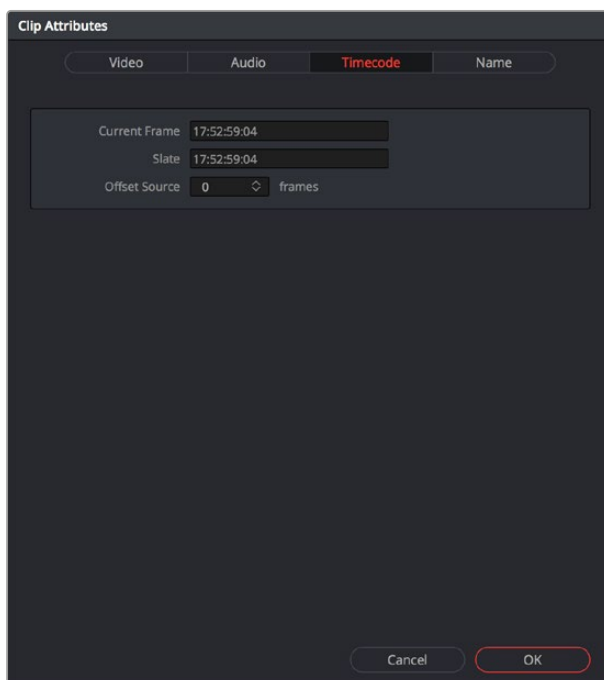 Clip Attributes
Video Audio Timecode Name
Current Frame 17:52:59:04
Slate 17:52:59:04
Offset Source 0 frames
Cancel OK